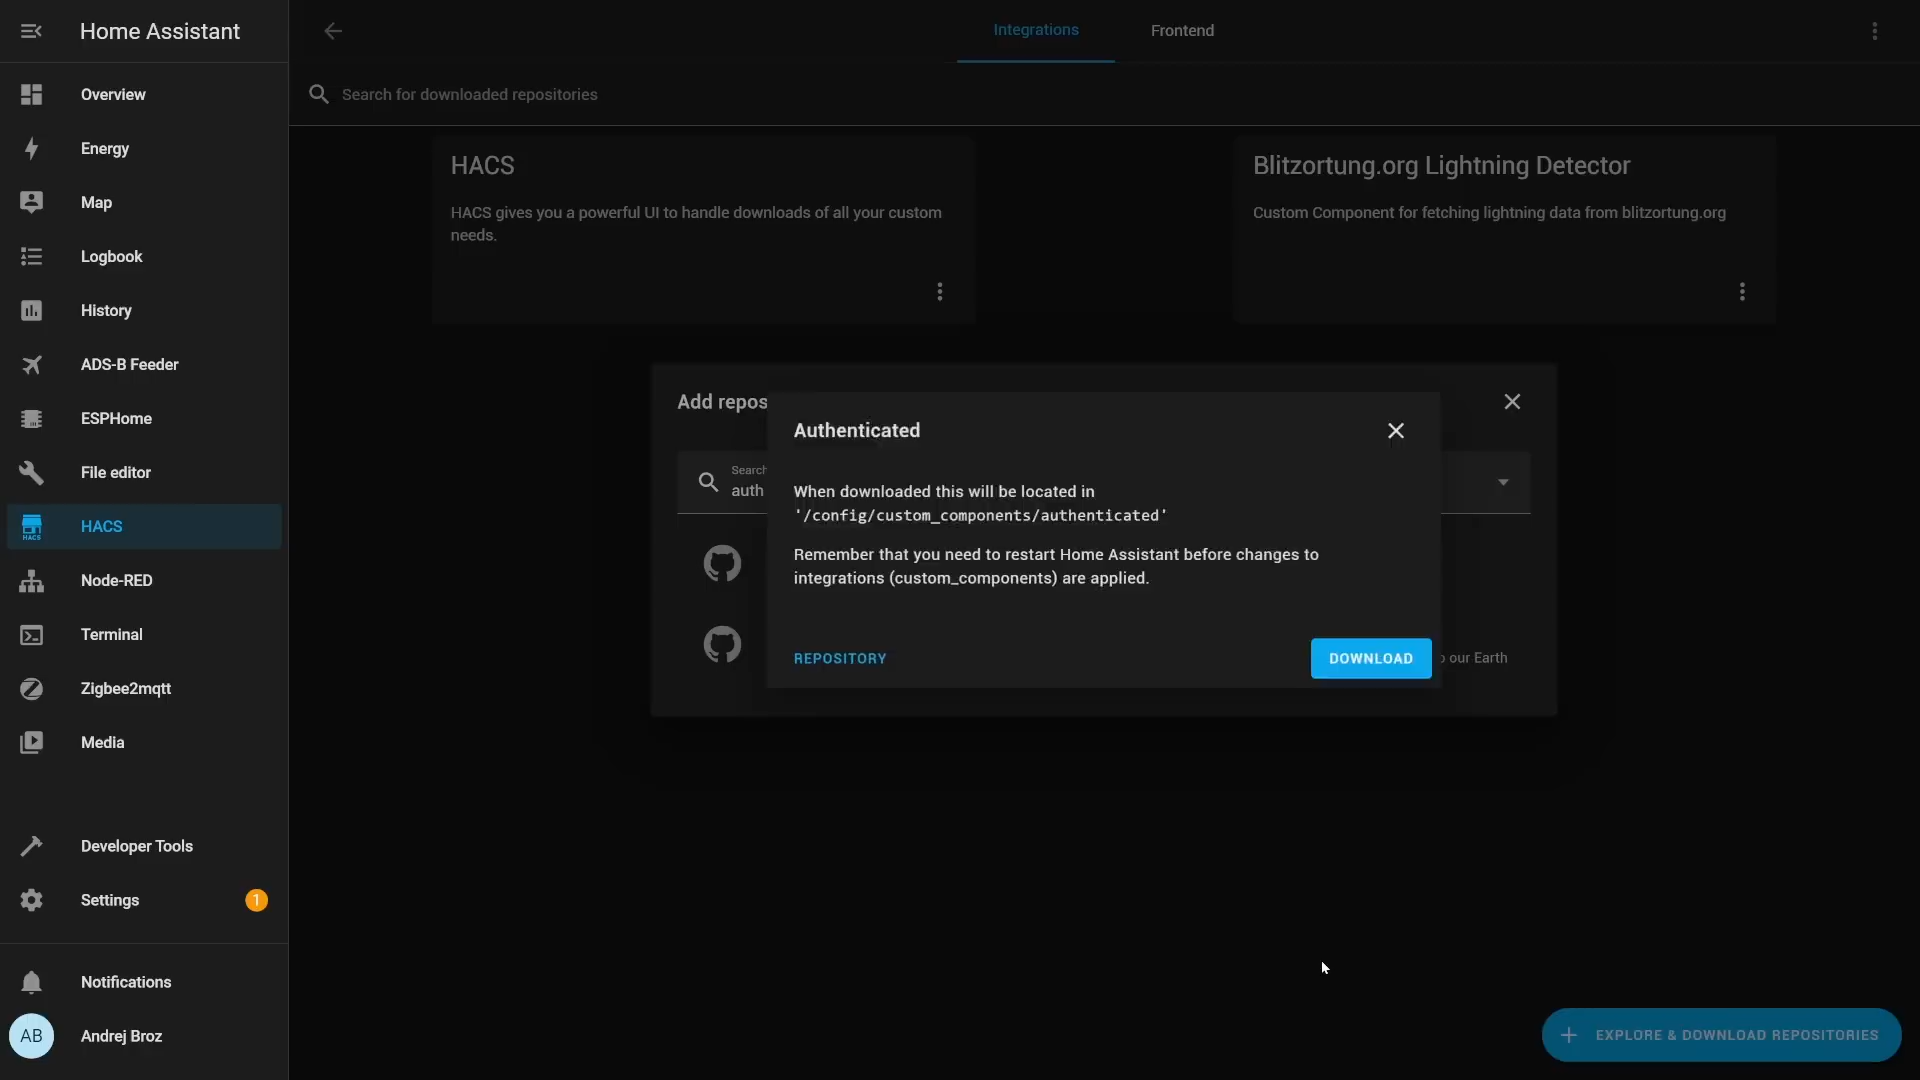 Home Assistant
Overview
Energy
Map
Logbook
History
ADS-B Feeder
ESPHome
File editor
HACS
HACS
Node-RED
Terminal
Zigbee2mqtt
Media
Developer Tools
Settings
1
Notifications
AB
Andrej Broz
Integrations
Frontend
Search for downloaded repositories
HACS
HACS gives you a powerful UI to handle downloads of all your custom
needs.
Blitzortung.org Lightning Detector
Custom Component for fetching lightning data from blitzortung.org
Add repos
Search
auth
Authenticated
When downloaded this will be located in
'/config/custom_components/authenticated'
Remember that you need to restart Home Assistant before changes to
integrations (custom_components) are applied.
REPOSITORY
DOWNLOAD
our Earth
EXPLORE & DOWNLOAD REPOSITORIES